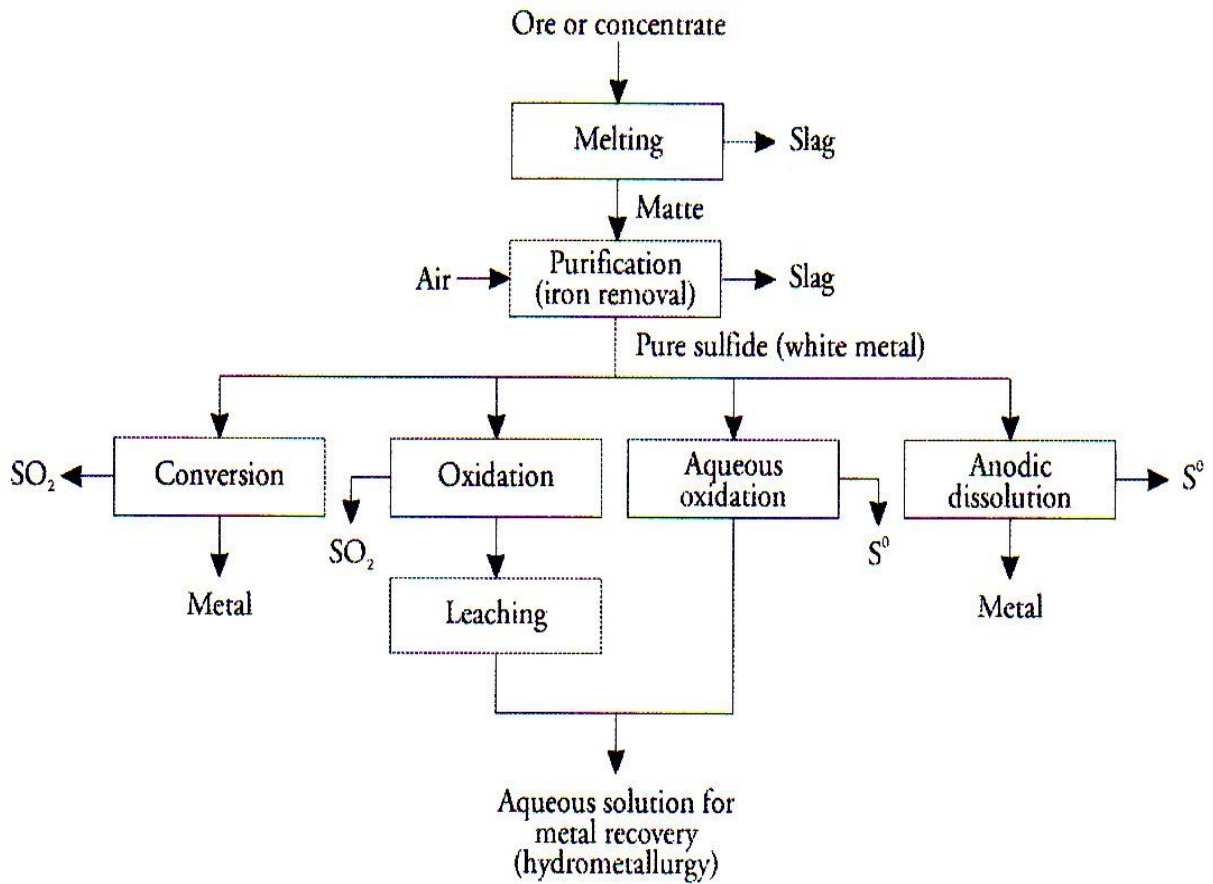 Ore or concentrate
Melting
Slag
Matte
Air
Purification
(iron removal)
Slag
Pure sulfide (white metal)
SO₂
Conversion
Oxidation
Aqueous
oxidation
Anodic
dissolution
S⁰
SO₂
S⁰
Metal
Leaching
Metal
Aqueous solution for
metal recovery
(hydrometallurgy)